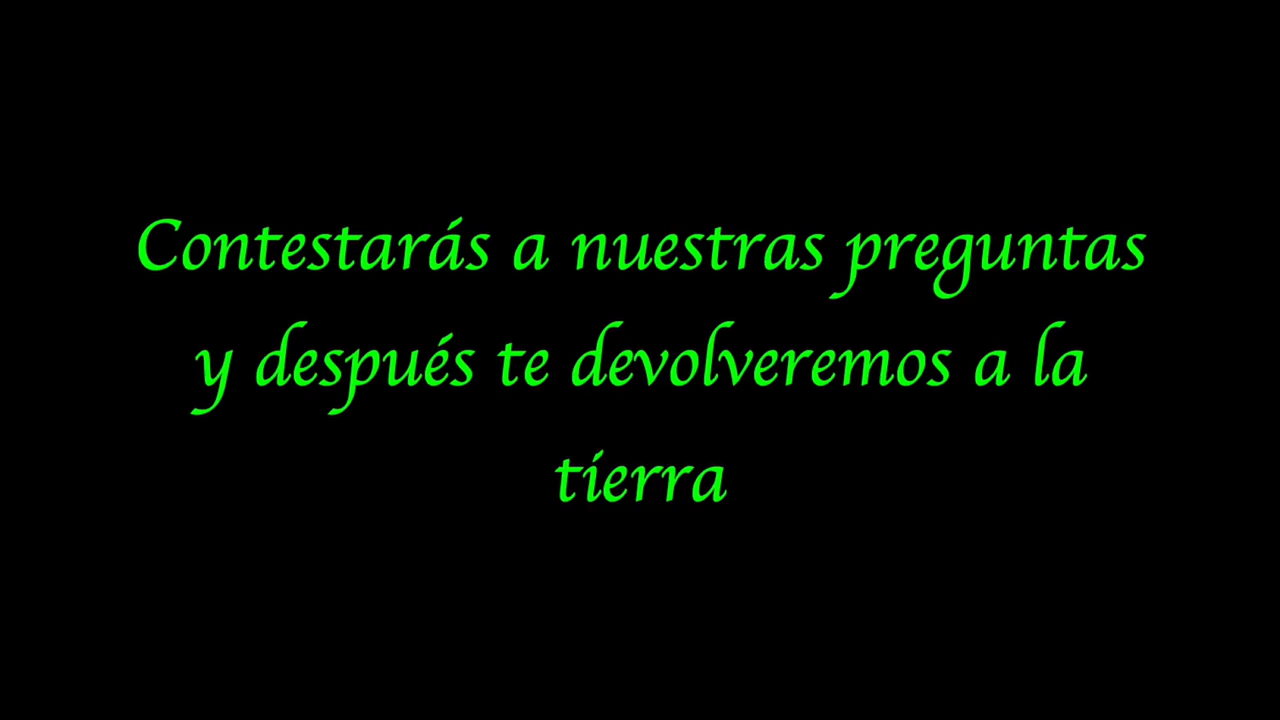 Contestarás a nuestras preguntas
y después te devolveremos a la
tierra